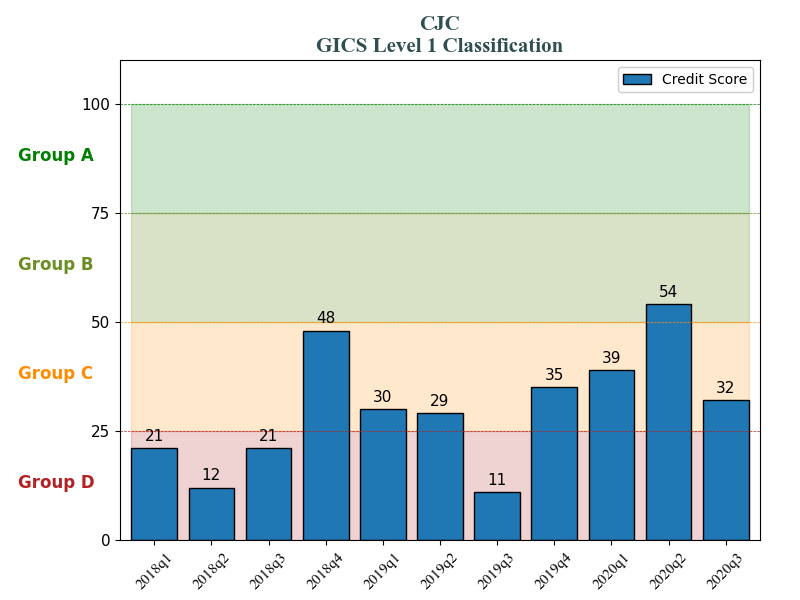 CJC
GICS Level 1 Classification
Credit Score
100
Group A
75
Group B
54
50
48
39
Group C
35
32
30
29
25
21
21
12
11
Group D
0
2018q1
2018q2
2018q3
2018q4
2019q1
2019q2
2019q3
2019q4
2020q1
2020q2
2020q3